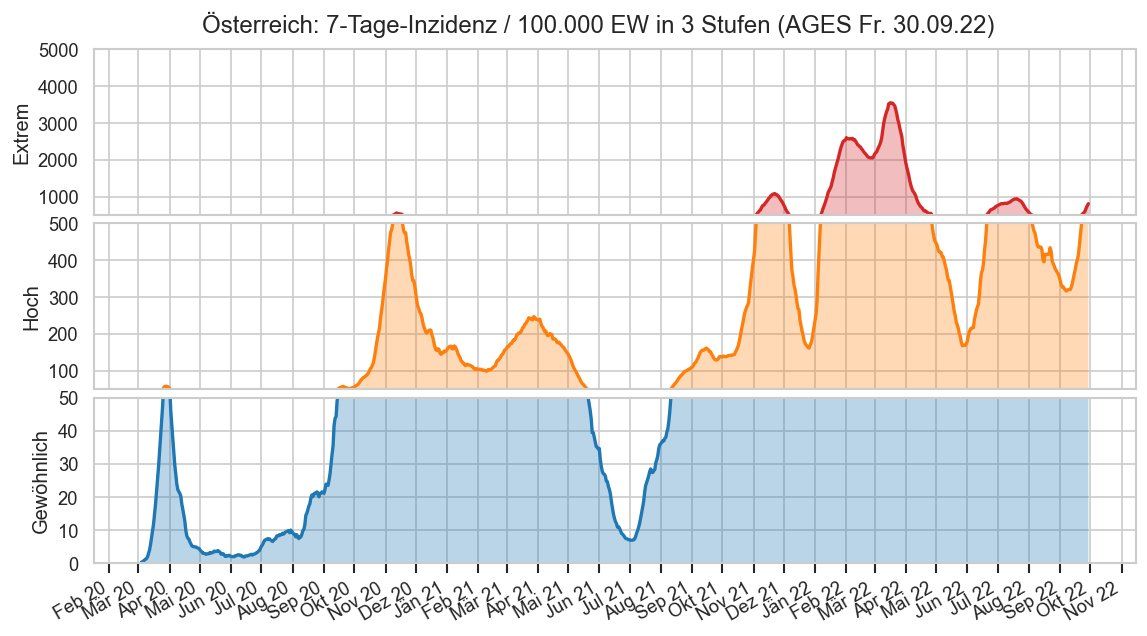 Österreich: 7-Tage-Inzidenz / 100.000 EW in 3 Stufen (AGES Fr. 30.09.22)
Extrem
5000
4000
3000
2000
1000
Hoch
500
400
300
200
100
Gewöhnlich
50
40
30
20
10
0
Feb 20
Mär 20
Apr 20
Mai 20
Jun 20
Jul 20
Aug 20
Sep 20
Okt 20
Nov 20
Dez 20
Jän 21
Feb 21
Mär 21
Apr 21
Mai 21
Jun 21
Jul 21
Aug 21
Sep 21
Okt 21
Nov 21
Dez 21
Jän 22
Feb 22
Mär 22
Apr 22
Mai 22
Jun 22
Jul 22
Aug 22
Sep 22
Okt 22
Nov 22